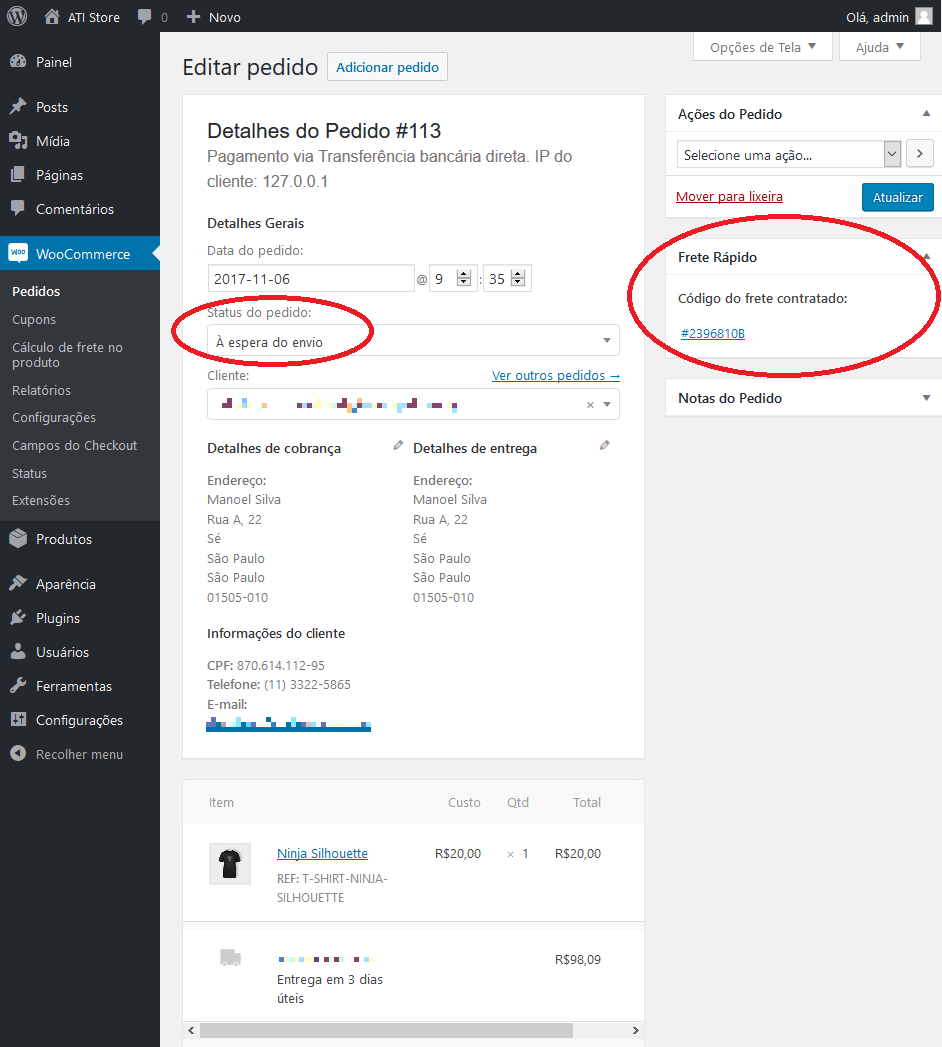 ATI Store 0 Novo Olá, admin
Opções de Tela Ajuda
Painel
Posts
Mídia
Páginas
Comentários
WOO WooCommerce
Pedidos
Cupons
Cálculo de frete no
produto
Relatórios
Configurações
Campos do Checkout
Status
Extensões
Produtos
Aparência
Plugins
Usuários
Ferramentas
Configurações
Recolher menu
Editar pedido Adicionar pedido
Detalhes do Pedido #113
Pagamento via Transferência bancária direta. IP do
cliente: 127.0.0.1
Detalhes Gerais
Data do pedido:
2017-11-06 @ 9 : 35
Status do pedido:
À espera do envio
Cliente: Ver outros pedidos →
×
Detalhes de cobrança
Endereço:
Manoel Silva
Rua A, 22
Sé
São Paulo
São Paulo
01505-010
Detalhes de entrega
Endereço:
Manoel Silva
Rua A, 22
Sé
São Paulo
São Paulo
01505-010
Informações do cliente
CPF: 870.614.112-95
Telefone: (11) 3322-5865
E-mail:
Item Custo Qtd Total
Ninja Silhouette R$20,00 × 1 R$20,00
REF: T-SHIRT-NINJA-
SILHOUETTE
R$98,09
Entrega em 3 dias
úteis
Ações do Pedido
Selecione uma ação...
Mover para lixeira Atualizar
Frete Rápido
Código do frete contratado:
#2396810B
Notas do Pedido